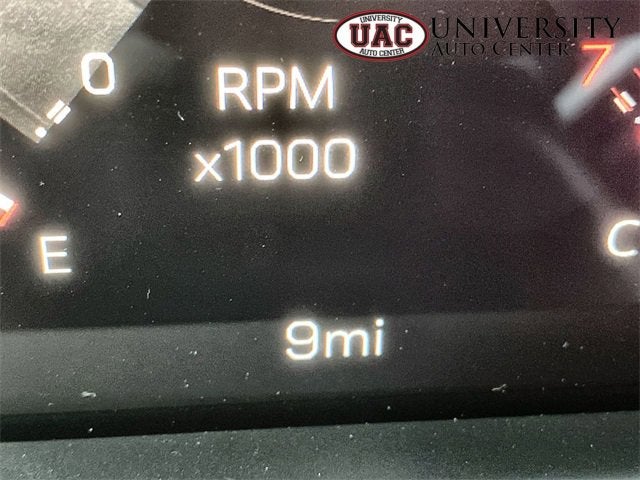 UNIVERSITY
UAC
AUTO CENTER
UNIVERSITY
AUTO CENTER
0
RPM
x1000
7
E
C
9mi